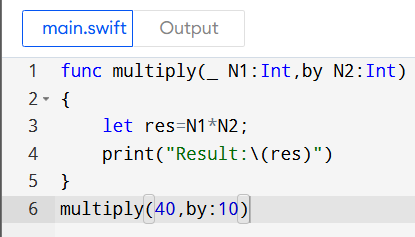 main.swift Output
1 func multiply(_ N1:Int,by N2:Int)
2 {
3 let res=N1*N2;
4 print("Result:\(res)")
5 }
6 multiply(40,by:10)